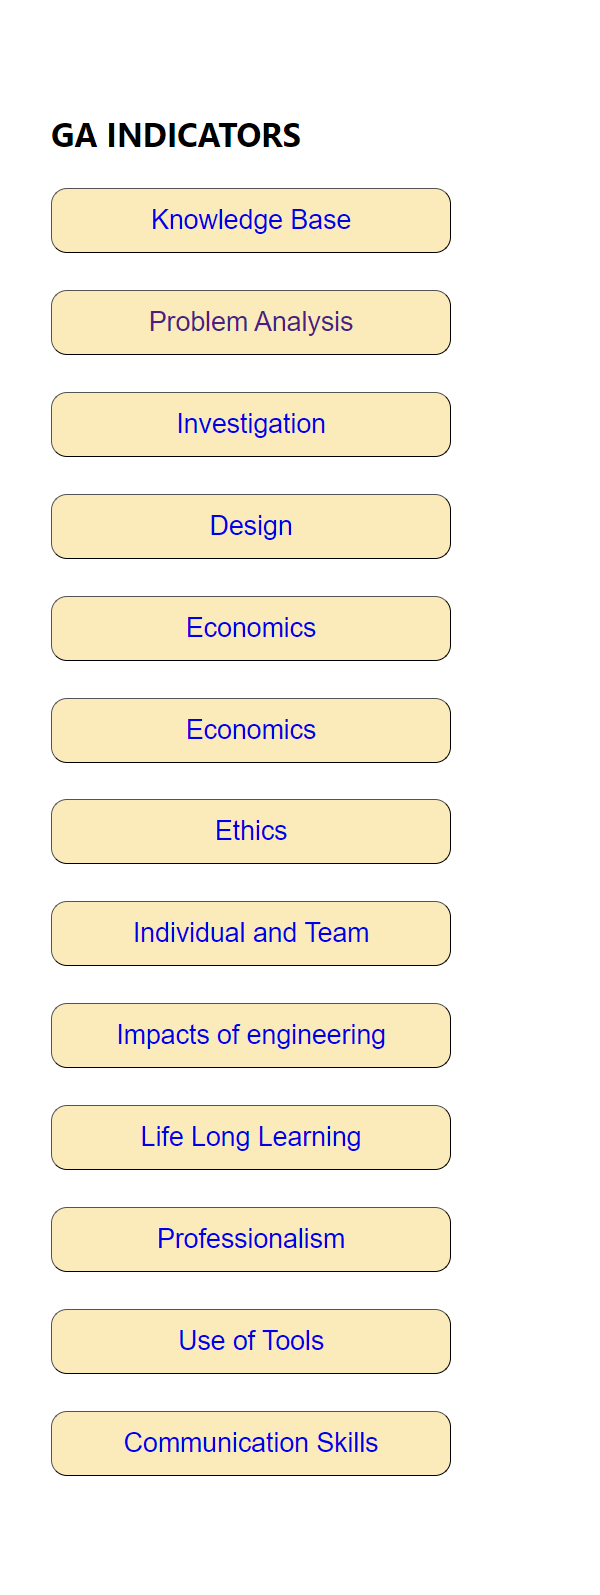 GA INDICATORS
Knowledge Base
Problem Analysis
Investigation
Design
Economics
Economics
Ethics
Individual and Team
Impacts of engineering
Life Long Learning
Professionalism
Use of Tools
Communication Skills